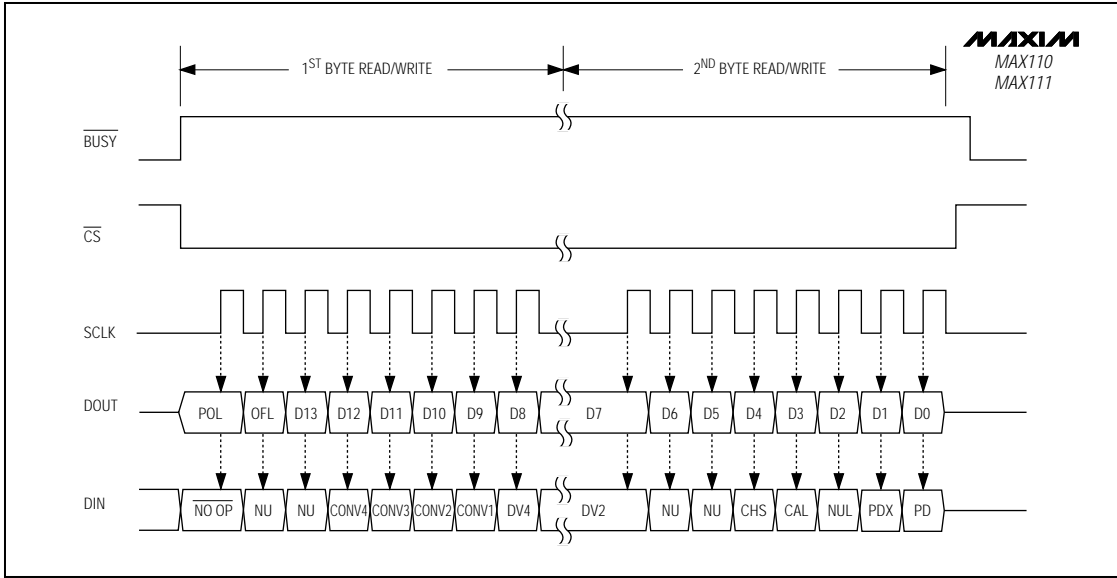 MAXIM
MAX110
MAX111
1ST BYTE READ/WRITE 2ND BYTE READ/WRITE
BUSY
CS
SCLK
DOUT POL OFL D13 D12 D11 D10 D9 D8 D7 D6 D5 D4 D3 D2 D1 D0
DIN NO OP NU NU CONV4 CONV3 CONV2 CONV1 DV4 DV2 NU NU CHS CAL NUL PDX PD